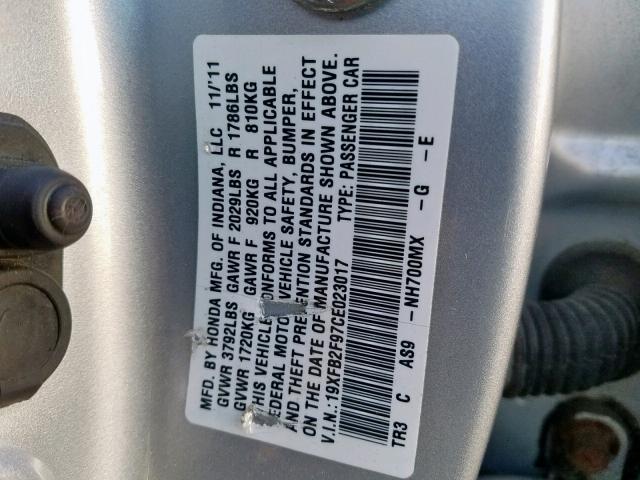 MFD. BY HONDA MFG. OF INDIANA, LLC 11/11
GVWR 3792LBS GAWR F 2029LBS R 1786LBS
GVWR 1720KG GAWR F 920KG R 810KG
THIS VEHICLE CONFORMS TO ALL APPLICABLE
FEDERAL MOTOR VEHICLE SAFETY, BUMPER,
AND THEFT PREVENTION STANDARDS IN EFFECT
ON THE DATE OF MANUFACTURE SHOWN ABOVE.
V.I.N.:19XFB2F97CE023017 TYPE: PASSENGER CAR
TR3 C AS9 -NH700MX -G -E